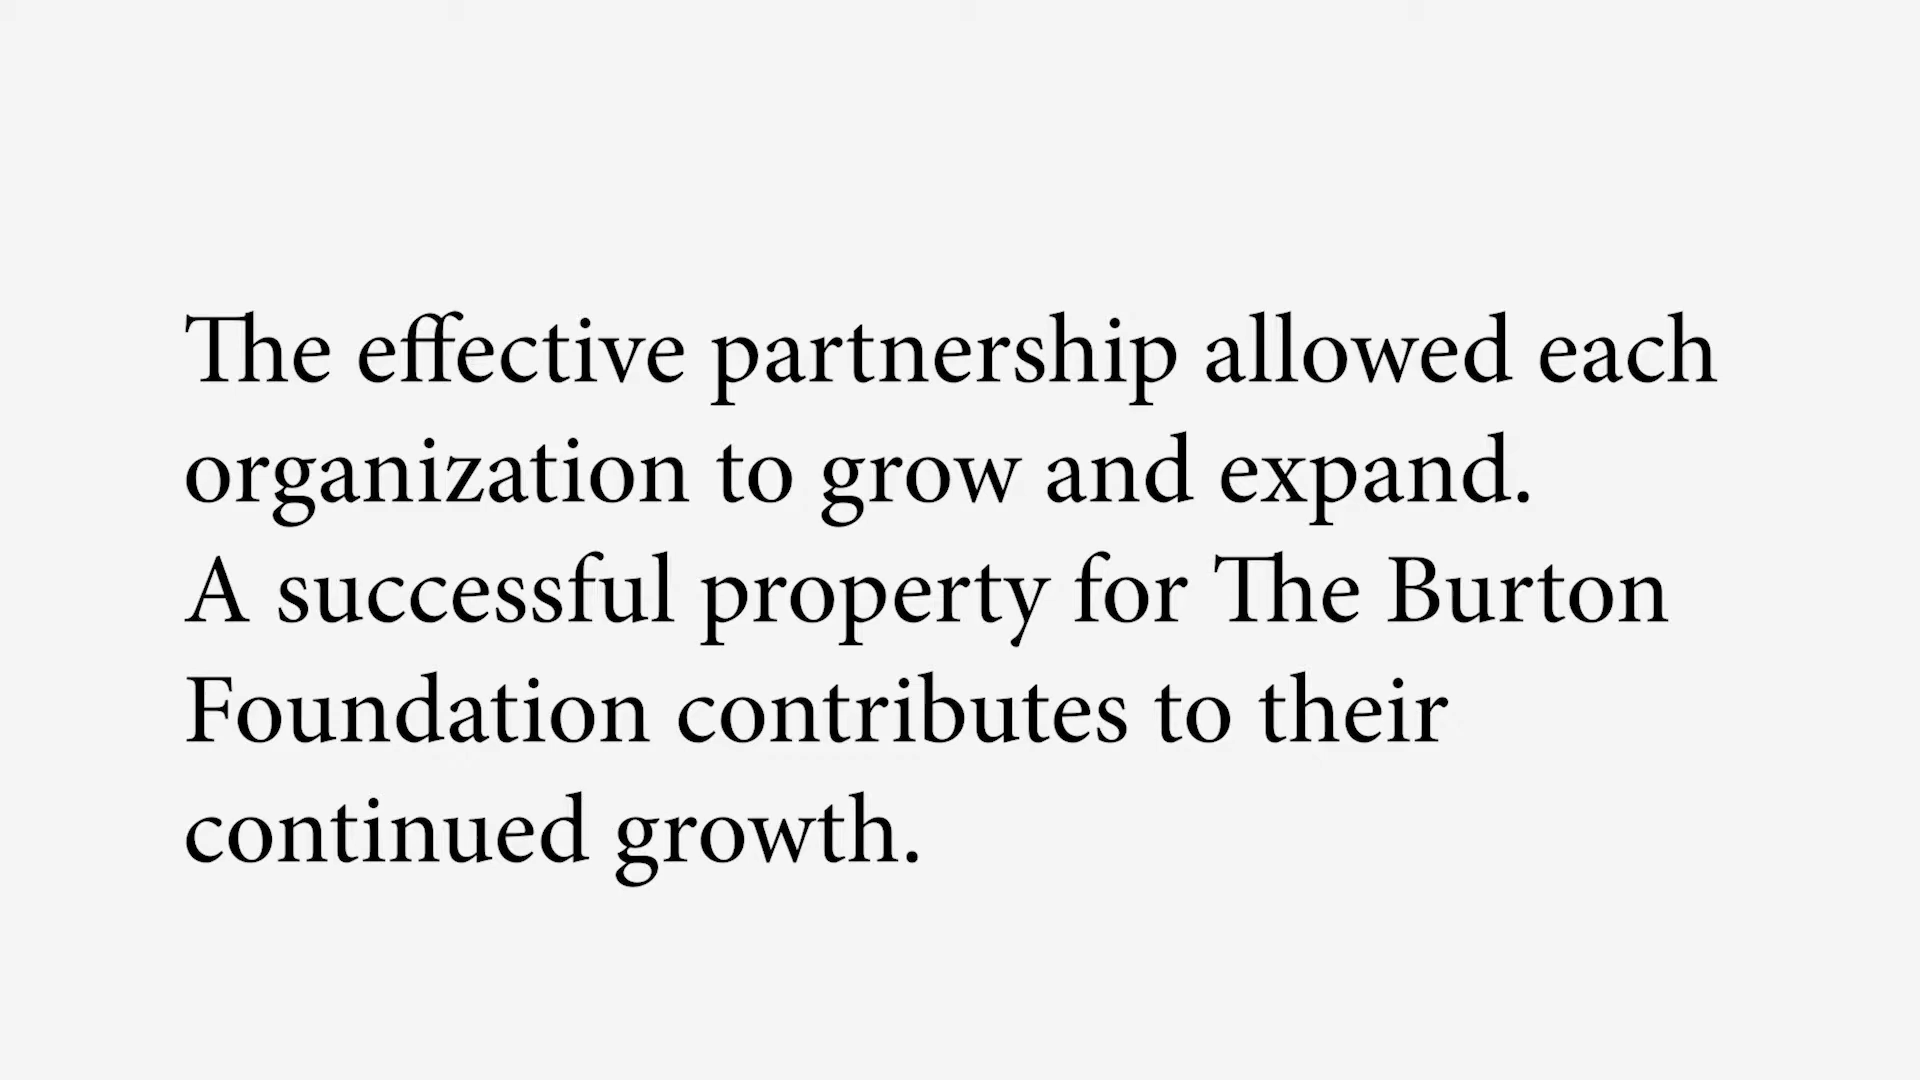 The effective partnership allowed each
organization to grow and expand.
A successful property for The Burton
Foundation contributes to their
continued growth.